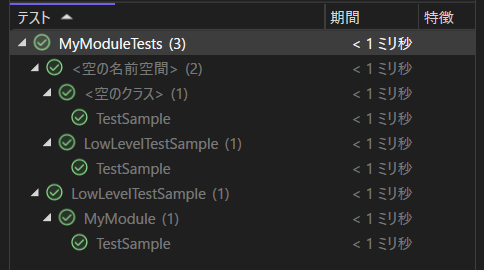 テスト 期間 特徴
MyModuleTests (3) < 1 ミリ秒
<空の名前空間> (2) < 1 ミリ秒
<空のクラス> (1) < 1 ミリ秒
TestSample < 1 ミリ秒
LowLevelTestSample (1) < 1 ミリ秒
TestSample < 1 ミリ秒
LowLevelTestSample (1) < 1 ミリ秒
MyModule (1) < 1 ミリ秒
TestSample < 1 ミリ秒